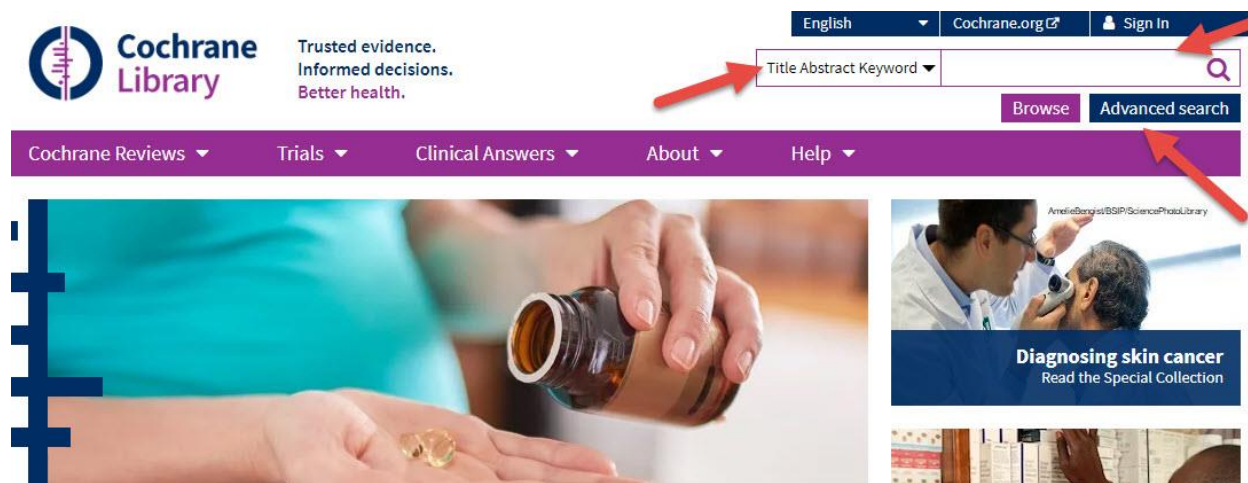 English
Cochrane.org
Sign In
Cochrane
Library
Trusted evidence.
Informed decisions.
Better health.
Title Abstract Keyword
Browse
Advanced search
Cochrane Reviews
Trials
Clinical Answers
About
Help
AmelieBengist/BSIP/SciencePhotoLibrary
Diagnosing skin cancer
Read the Special Collection